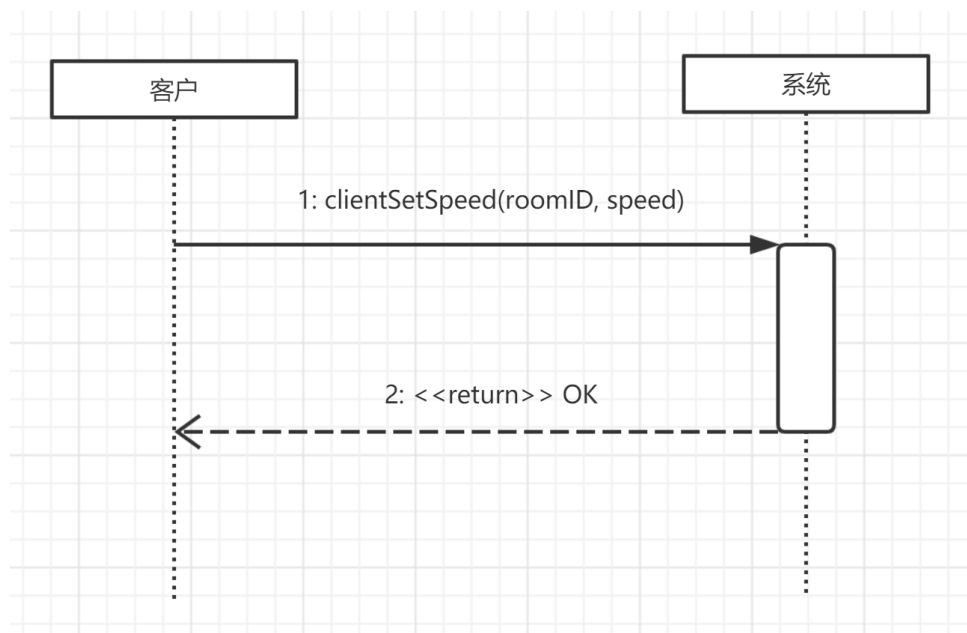 客户
系统
1: clientSetSpeed(roomID, speed)
2: <<return>> OK